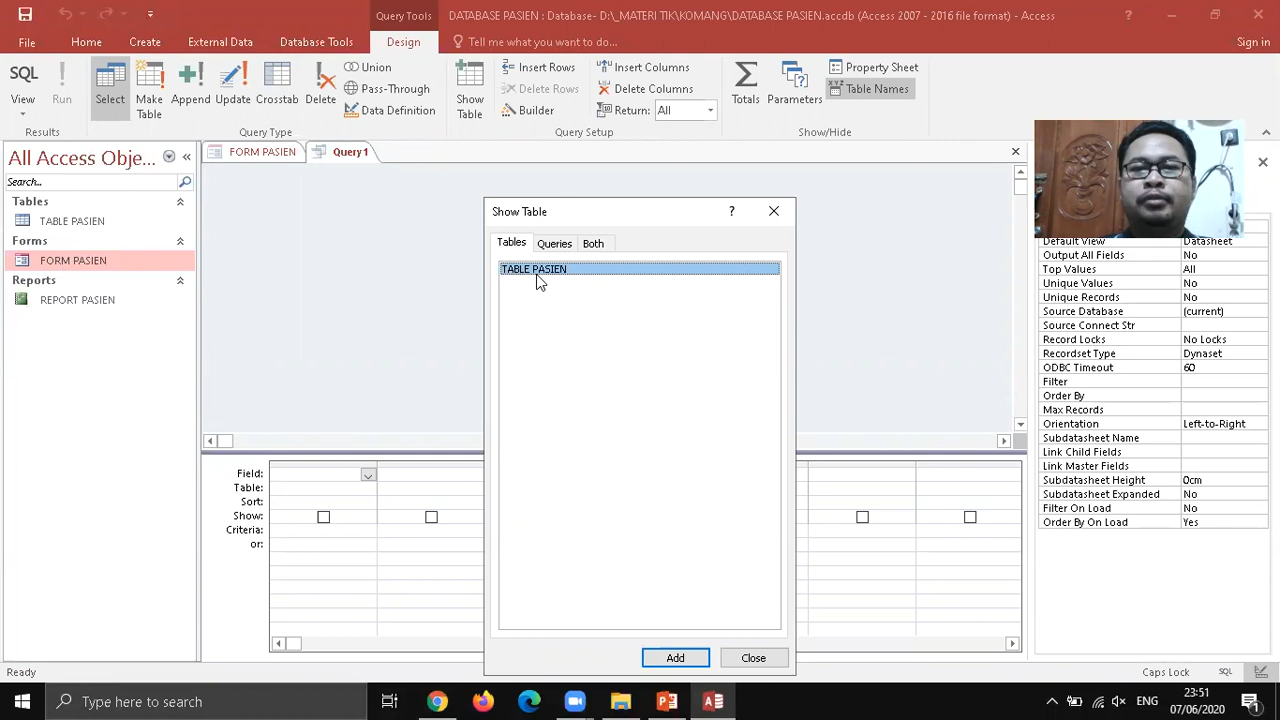 Query Tools
DATABASE PASIEN : Database- D:\_MATERI TIK\KOMANG\DATABASE PASIEN.accdb (Access 2007 - 2016 file format) - Access
File
Home
Create
External Data
Database Tools
Design
Tell me what you want to do...
Sign in
SQL
View
Run
Select
Make Table
Append
Update
Crosstab
Delete
Union
Pass-Through
Data Definition
Show Table
Insert Rows
Delete Rows
Builder
Insert Columns
Delete Columns
Return: All
Totals
Parameters
Property Sheet
XYZ
Table Names
Results
Query Type
Query Setup
Show/Hide
All Access Obje...
Search...
Tables
TABLE PASIEN
Forms
FORM PASIEN
Reports
REPORT PASIEN
FORM PASIEN
Query1
Show Table
Tables
Queries
Both
TABLE PASIEN
Add
Close
Field:
Table:
Sort:
Show:
Criteria:
or:
Default View Datasheet
Output All Fields No
Top Values All
Unique Values No
Unique Records No
Source Database (current)
Source Connect Str
Record Locks No Locks
Recordset Type Dynaset
ODBC Timeout 60
Filter
Order By
Max Records
Orientation Left-to-Right
Subdatasheet Name
Link Child Fields
Link Master Fields
Subdatasheet Height 0cm
Subdatasheet Expanded No
Filter On Load No
Order By On Load Yes
Ready
Caps Lock
SQL
Type here to search
ENG
23:51
07/06/2020
1